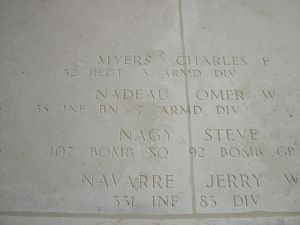 MYERS CHARLES F
32 REGT 3 ARMD DIV
NADEAU OMER W
38 INF BN 7 ARMD DIV
NAGY STEVE
407 BOMB SQ 92 BOMB GP
NAVARRE JERRY W
331 INF 83 DIV